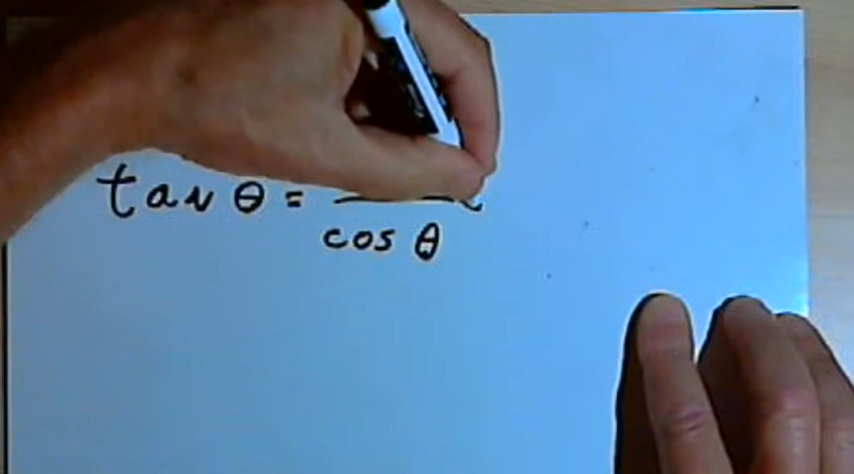 tan θ =
cos θ